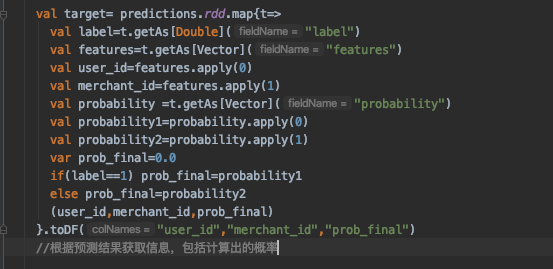 val target= predictions.rdd.map{t=>
val label=t.getAs[Double]( fieldName = "label")
val features=t.getAs[Vector]( fieldName = "features")
val user_id=features.apply(0)
val merchant_id=features.apply(1)
val probability =t.getAs[Vector]( fieldName = "probability")
val probability1=probability.apply(0)
val probability2=probability.apply(1)
var prob_final=0.0
if(label==1) prob_final=probability1
else prob_final=probability2
(user_id,merchant_id,prob_final)
}.toDF( colNames = "user_id","merchant_id","prob_final")
//根据预测结果获取信息，包括计算出的概率